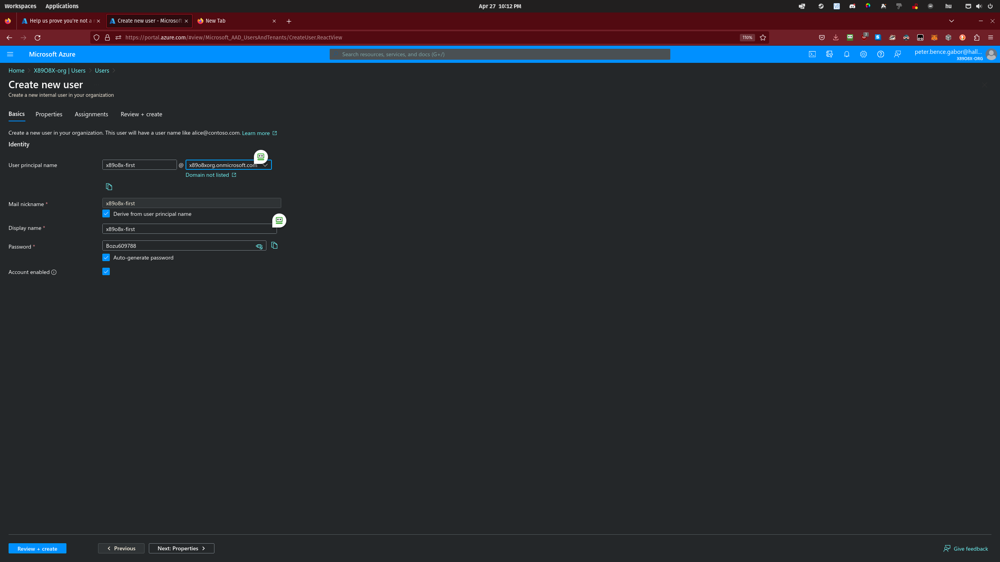 Workspaces Applications Apr 27 10:12 PM hu
Help us prove you're not a r Create new user - Microsoft New Tab
https://portal.azure.com/#view/Microsoft_AAD_UsersAndTenants/CreateUser.ReactView 110% 3
Microsoft Azure Search resources, services, and docs (G+/) peter.bence.gabor@hall...
X89O8X-ORG
Home X89O8X-org | Users Users
Create new user
Create a new internal user in your organization
Basics Properties Assignments Review + create
Create a new user in your organization. This user will have a user name like alice@contoso.com. Learn more
Identity
User principal name x89o8x-first @ x89o8xorg.onmicrosoft.com
Domain not listed
Mail nickname * x89o8x-first
Derive from user principal name
Display name * x89o8x-first
Password * Bozu609788
Auto-generate password
Account enabled
Review + create Previous Next: Properties Give feedback